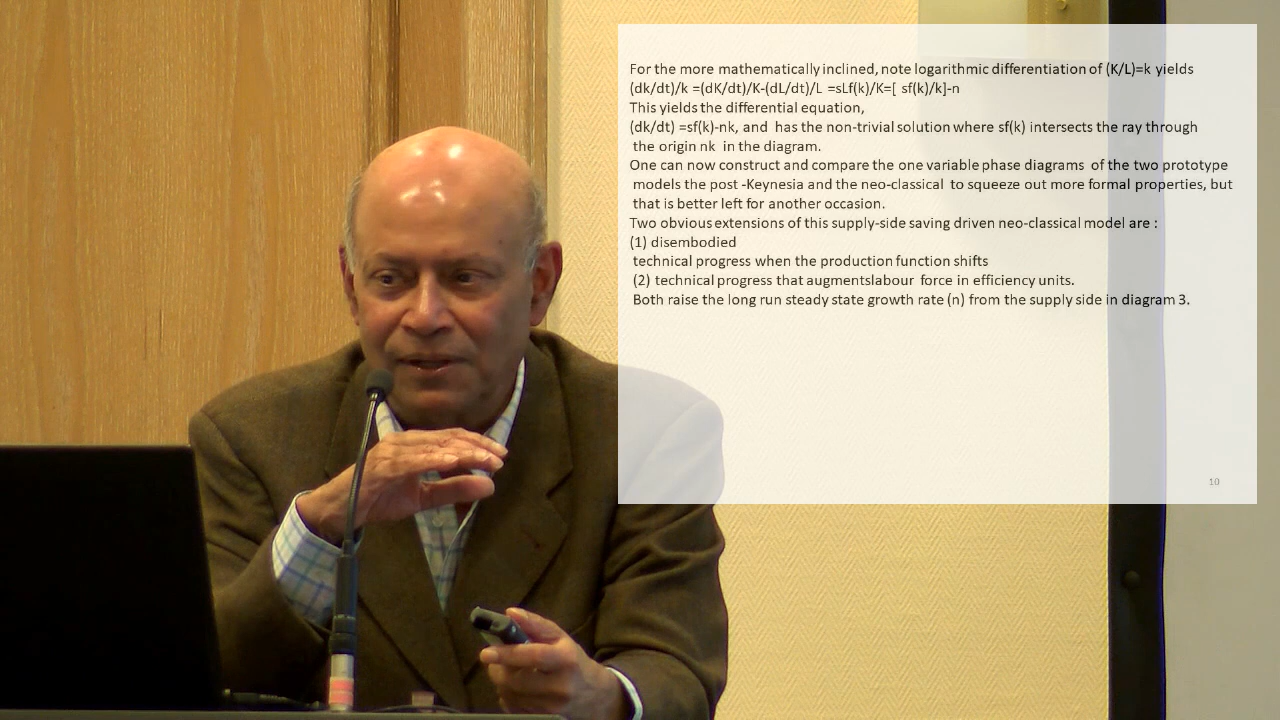 For the more mathematically inclined, note logarithmic differentiation of (K/L)=k yields
(dk/dt)/k =(dK/dt)/K-(dL/dt)/L =sLf(k)/K=[ sf(k)/k]-n
This yields the differential equation,
(dk/dt) =sf(k)-nk, and has the non-trivial solution where sf(k) intersects the ray through
the origin nk in the diagram.
One can now construct and compare the one variable phase diagrams of the two prototype
models the post -Keynesia and the neo-classical to squeeze out more formal properties, but
that is better left for another occasion.
Two obvious extensions of this supply-side saving driven neo-classical model are :
(1) disembodied
technical progress when the production function shifts
(2) technical progress that augmentslabour force in efficiency units.
Both raise the long run steady state growth rate (n) from the supply side in diagram 3.
10